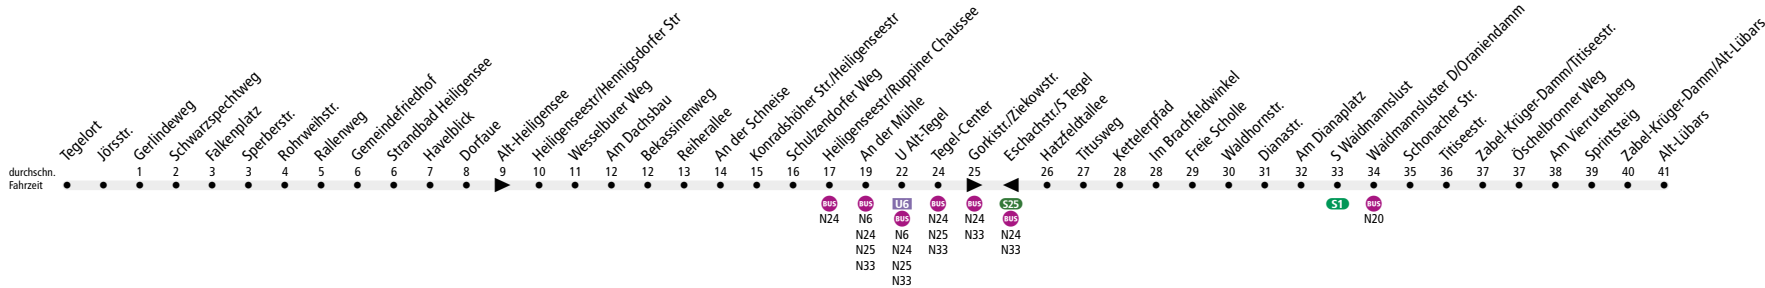 Tegelort
Jörsstr.
Gerlindeweg
Schwarzspechtweg
Falkenplatz
Sperberstr.
Rohrweihstr.
Rallenweg
Gemeindefriedhof
Strandbad Heiligensee
Havelblick
Dorfaue
Alt-Heiligensee
Heiligenseestr/Hennigsdorfer Str
Wesselburer Weg
Am Dachsbau
Bekassinenweg
Reiherallee
An der Schneise
Konradshöher Str./Heiligenseestr
Schulzendorfer Weg
Heiligenseestr/Ruppiner Chaussee
An der Mühle
U Alt-Tegel
Tegel-Center
Gorkistr./Ziekowstr.
Eschachstr./S Tegel
Hatzfeldtallee
Titusweg
Kettelerpfad
Im Brachfeldwinkel
Freie Scholle
Waldhornstr.
Dianastr.
Am Dianaplatz
S Waidmannslust
Waidmannsluster D/Oraniendamm
Schonacher Str.
Titiseestr.
Zabel-Krüger-Damm/Titiseestr.
Öschelbronner Weg
Am Vierrutenberg
Sprintsteig
Zabel-Krüger-Damm/Alt-Lübars
Alt-Lübars
durchschn. 1 2 3 3 4 5 6 6 7 8 9 10 11 12 12 13 14 15 16 17 19 22 24 25 26 27 28 28 29 30 31 32 33 34 35 36 37 37 38 39 40 41
Fahrzeit
BUS BUS U6 BUS BUS S25 S1 BUS
N24 N6 BUS N24 N24 BUS N20
N24 N6 N25 N33 N24
N25 N24 N33 N33
N33 N25
N33